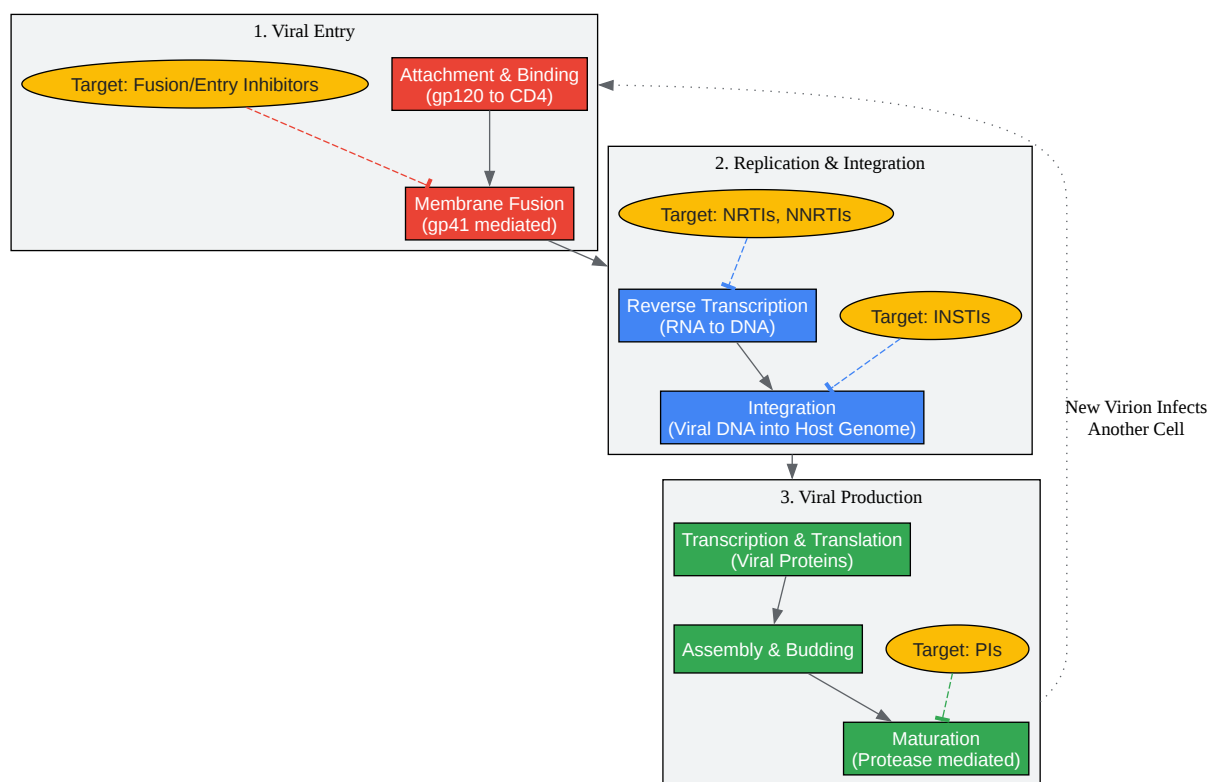 1. Viral Entry
Target: Fusion/Entry Inhibitors
Attachment & Binding
(gp120 to CD4)
Membrane Fusion
(gp41 mediated)
2. Replication & Integration
Target: NRTIs, NNRTIs
Reverse Transcription
(RNA to DNA)
Target: INSTIs
Integration
(Viral DNA into Host Genome)
New Virion Infects
Another Cell
3. Viral Production
Transcription & Translation
(Viral Proteins)
Assembly & Budding
Target: PIs
Maturation
(Protease mediated)